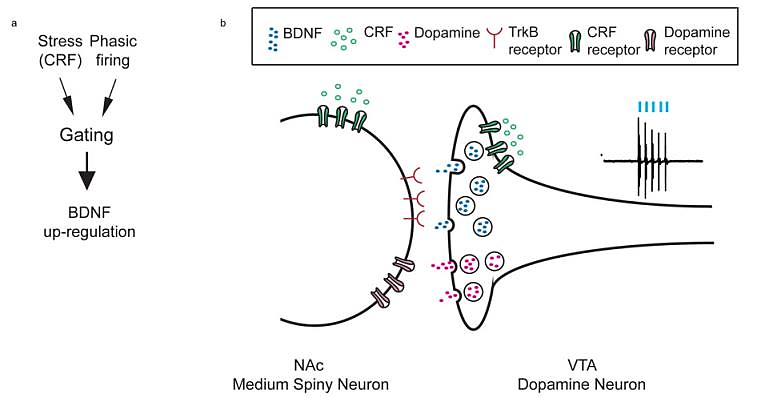 a
Stress Phasic
(CRF) firing
Gating
BDNF
up-regulation
b
BDNF CRF Dopamine TrkB receptor CRF receptor Dopamine receptor
NAc
Medium Spiny Neuron
VTA
Dopamine Neuron